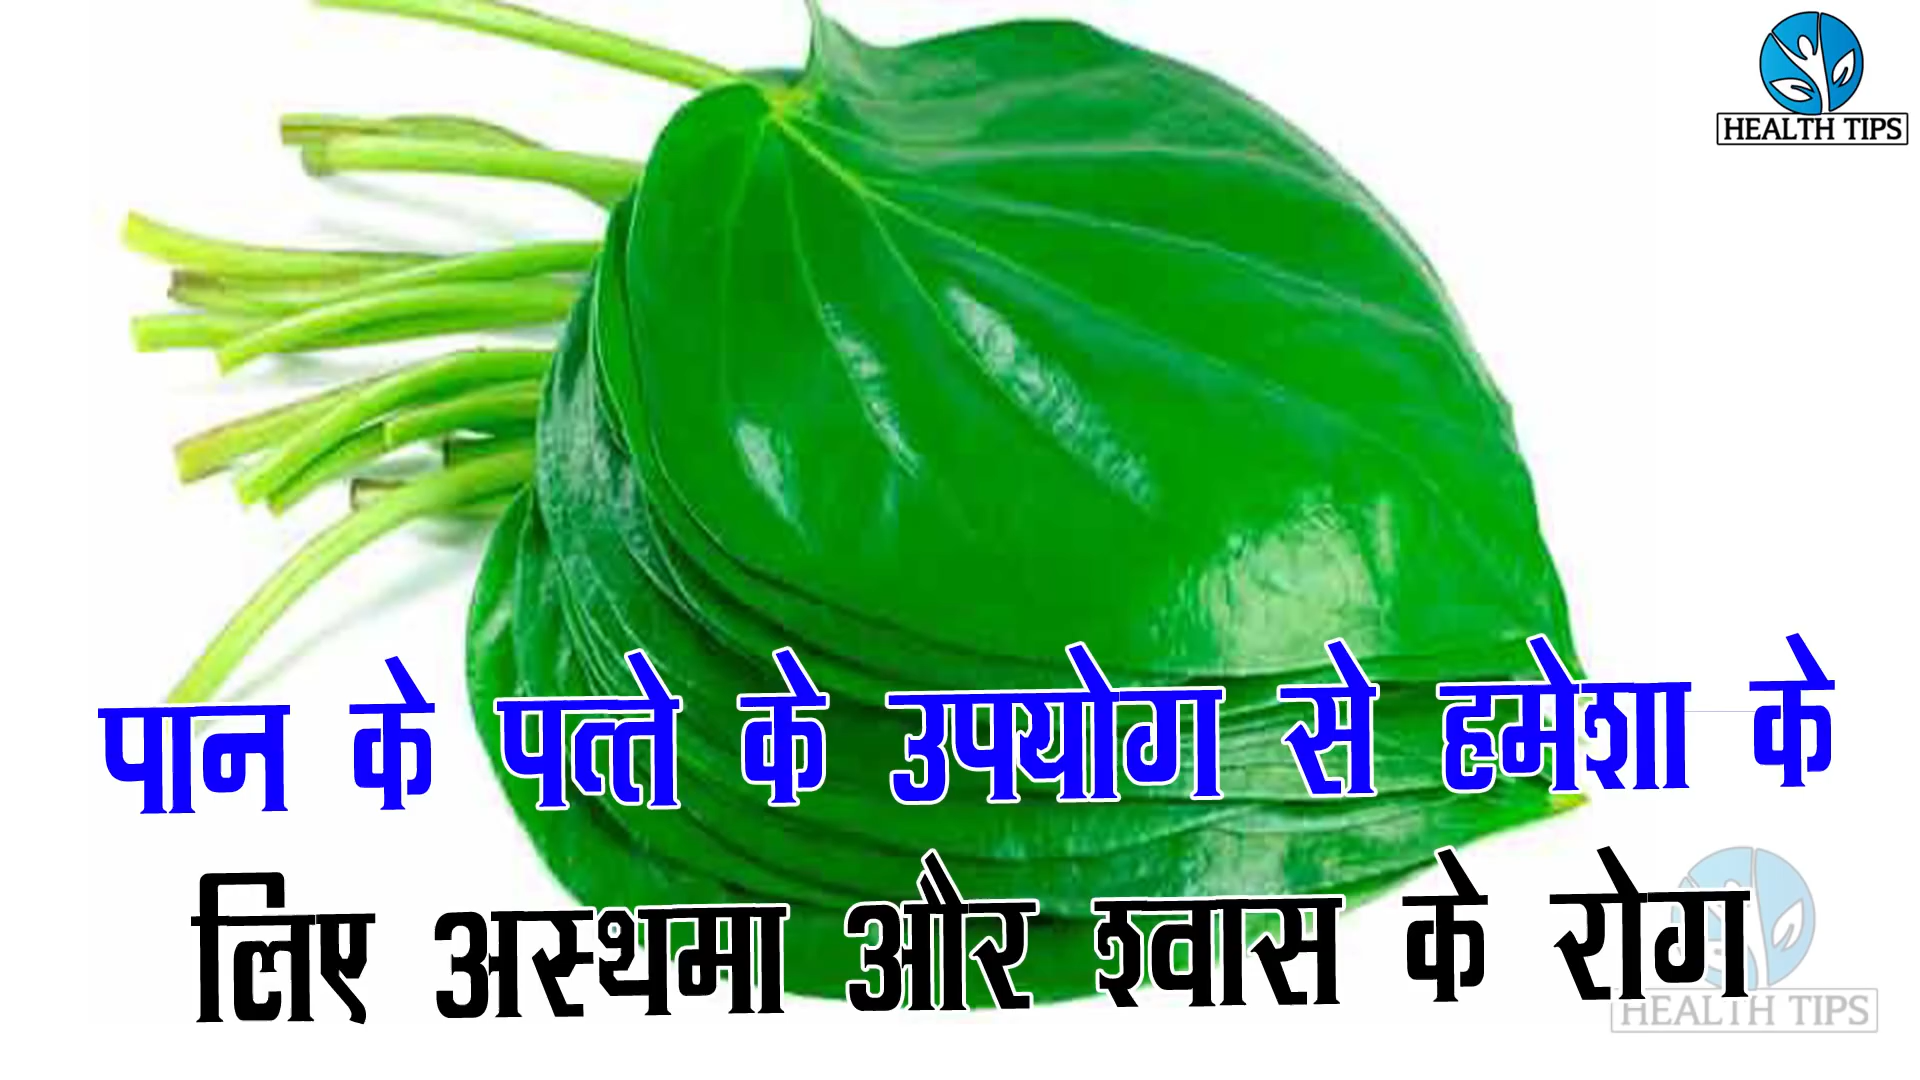 HEALTH TIPS
पान के पत्ते के उपयोग से हमेशा के
लिए अस्थमा और श्वास के रोग
HEALTH TIPS